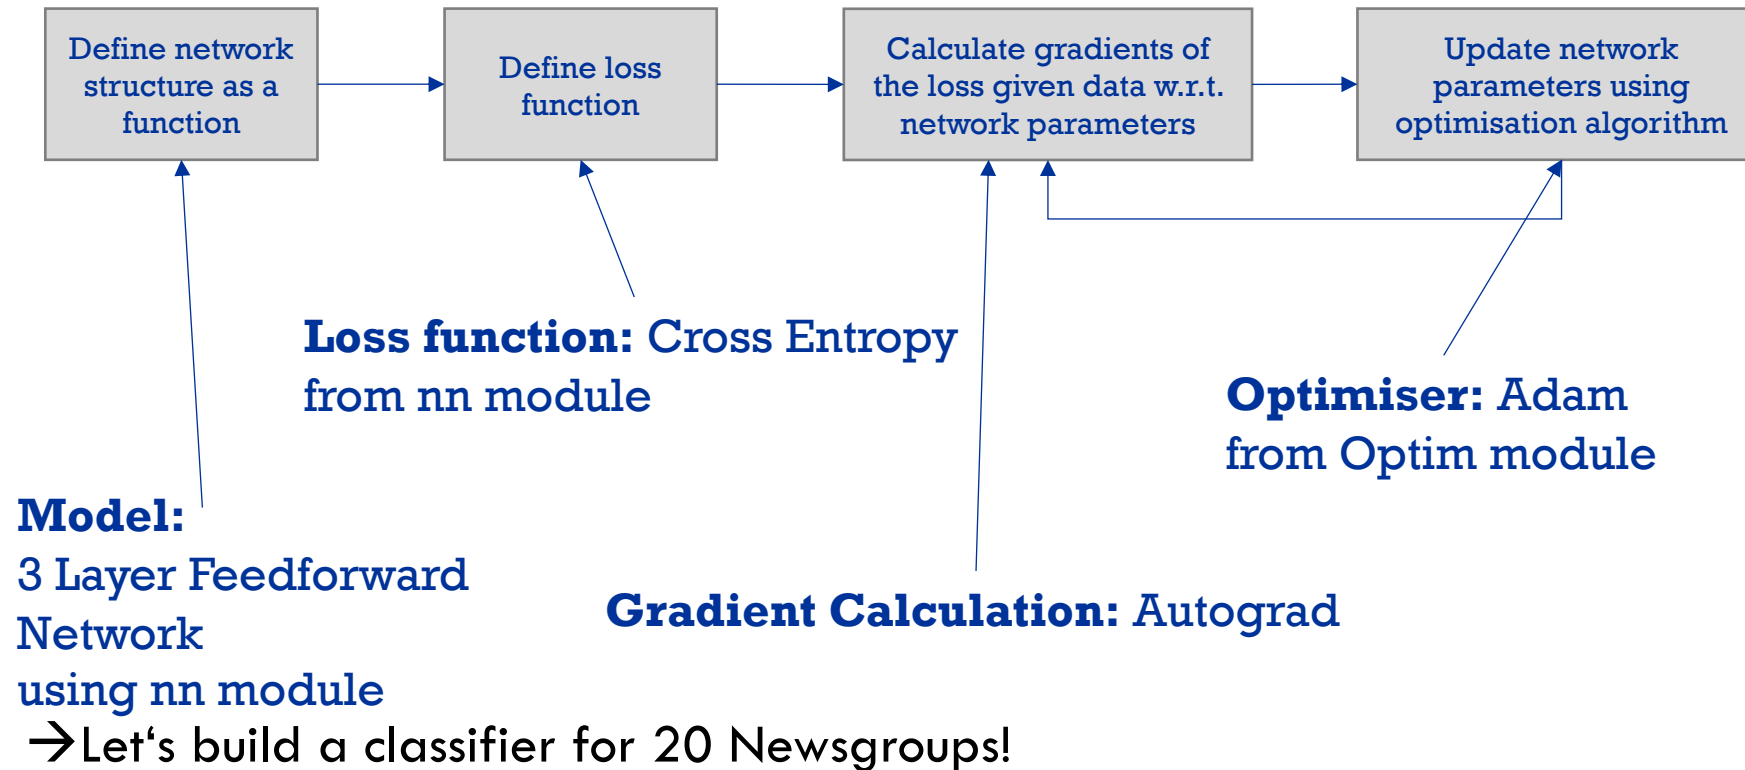 Define network
structure as a
function
Define loss
function
Calculate gradients of
the loss given data w.r.t.
network parameters
Update network
parameters using
optimisation algorithm
Loss function: Cross Entropy
from nn module
Optimiser: Adam
from Optim module
Model:
3 Layer Feedforward
Network
using nn module
Gradient Calculation: Autograd
→Let‘s build a classifier for 20 Newsgroups!